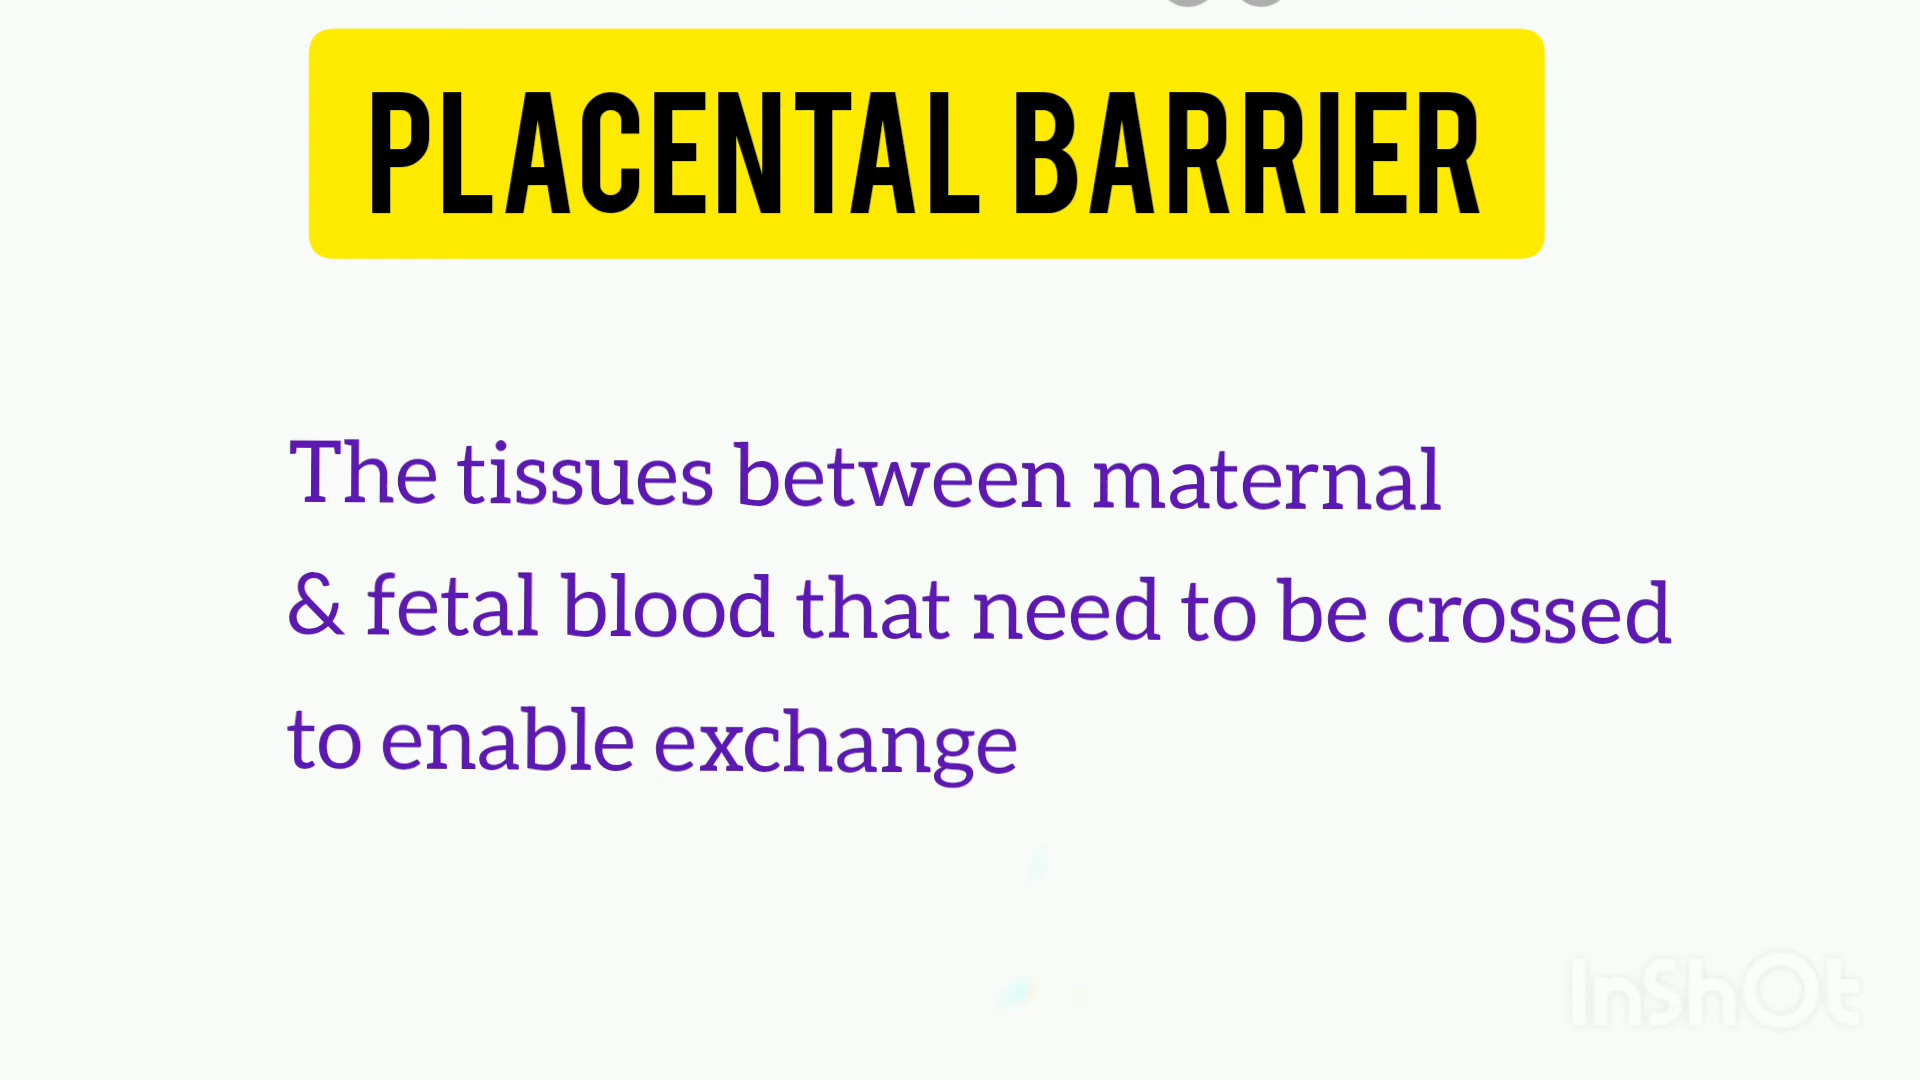 PLACENTAL BARRIER
The tissues between maternal
& fetal blood that need to be crossed
to enable exchange
InShOt